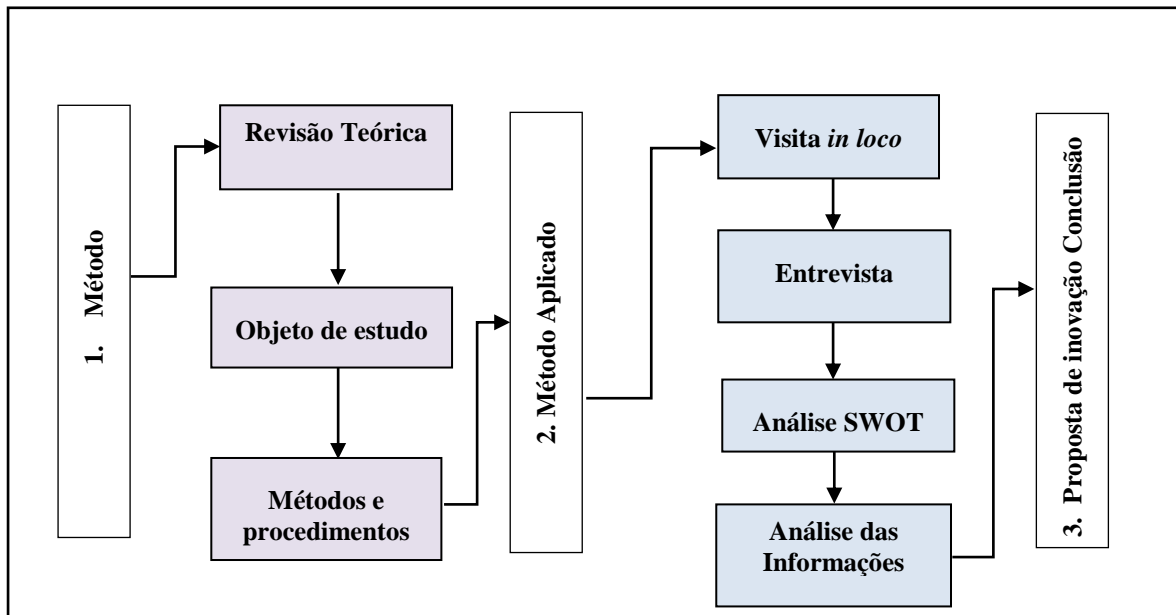 1. Método
Revisão Teórica
Objeto de estudo
Métodos e
procedimentos
2. Método Aplicado
Visita in loco
Entrevista
Análise SWOT
Análise das
Informações
3. Proposta de inovação Conclusão